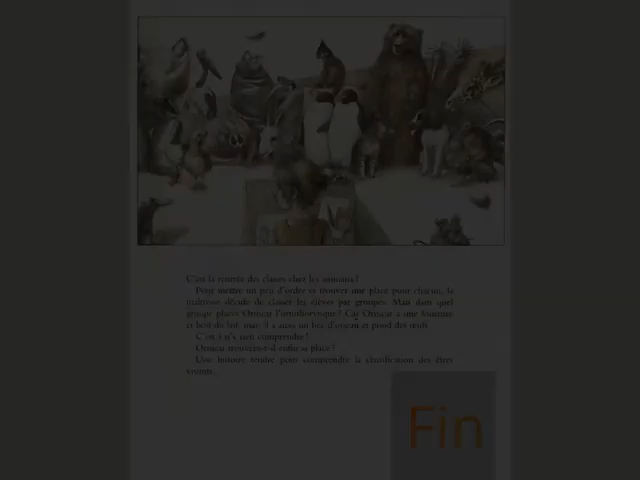 C'est la rentrée des classes chez les animaux !
Pour mettre un peu d'ordre et trouver une place pour chacun, la
maîtresse décide de classer les élèves par groupes. Mais dans quel
groupe placer Ornicar l'ornithorynque ? Car Ornicar a une fourrure
et boit du lait, mais il a aussi un bec d'oiseau et pond des œufs.
C'est à n'y rien comprendre !
Ornicar trouvera-t-il enfin sa place ?
Une histoire tendre pour comprendre la classification des êtres
vivants.
Fin